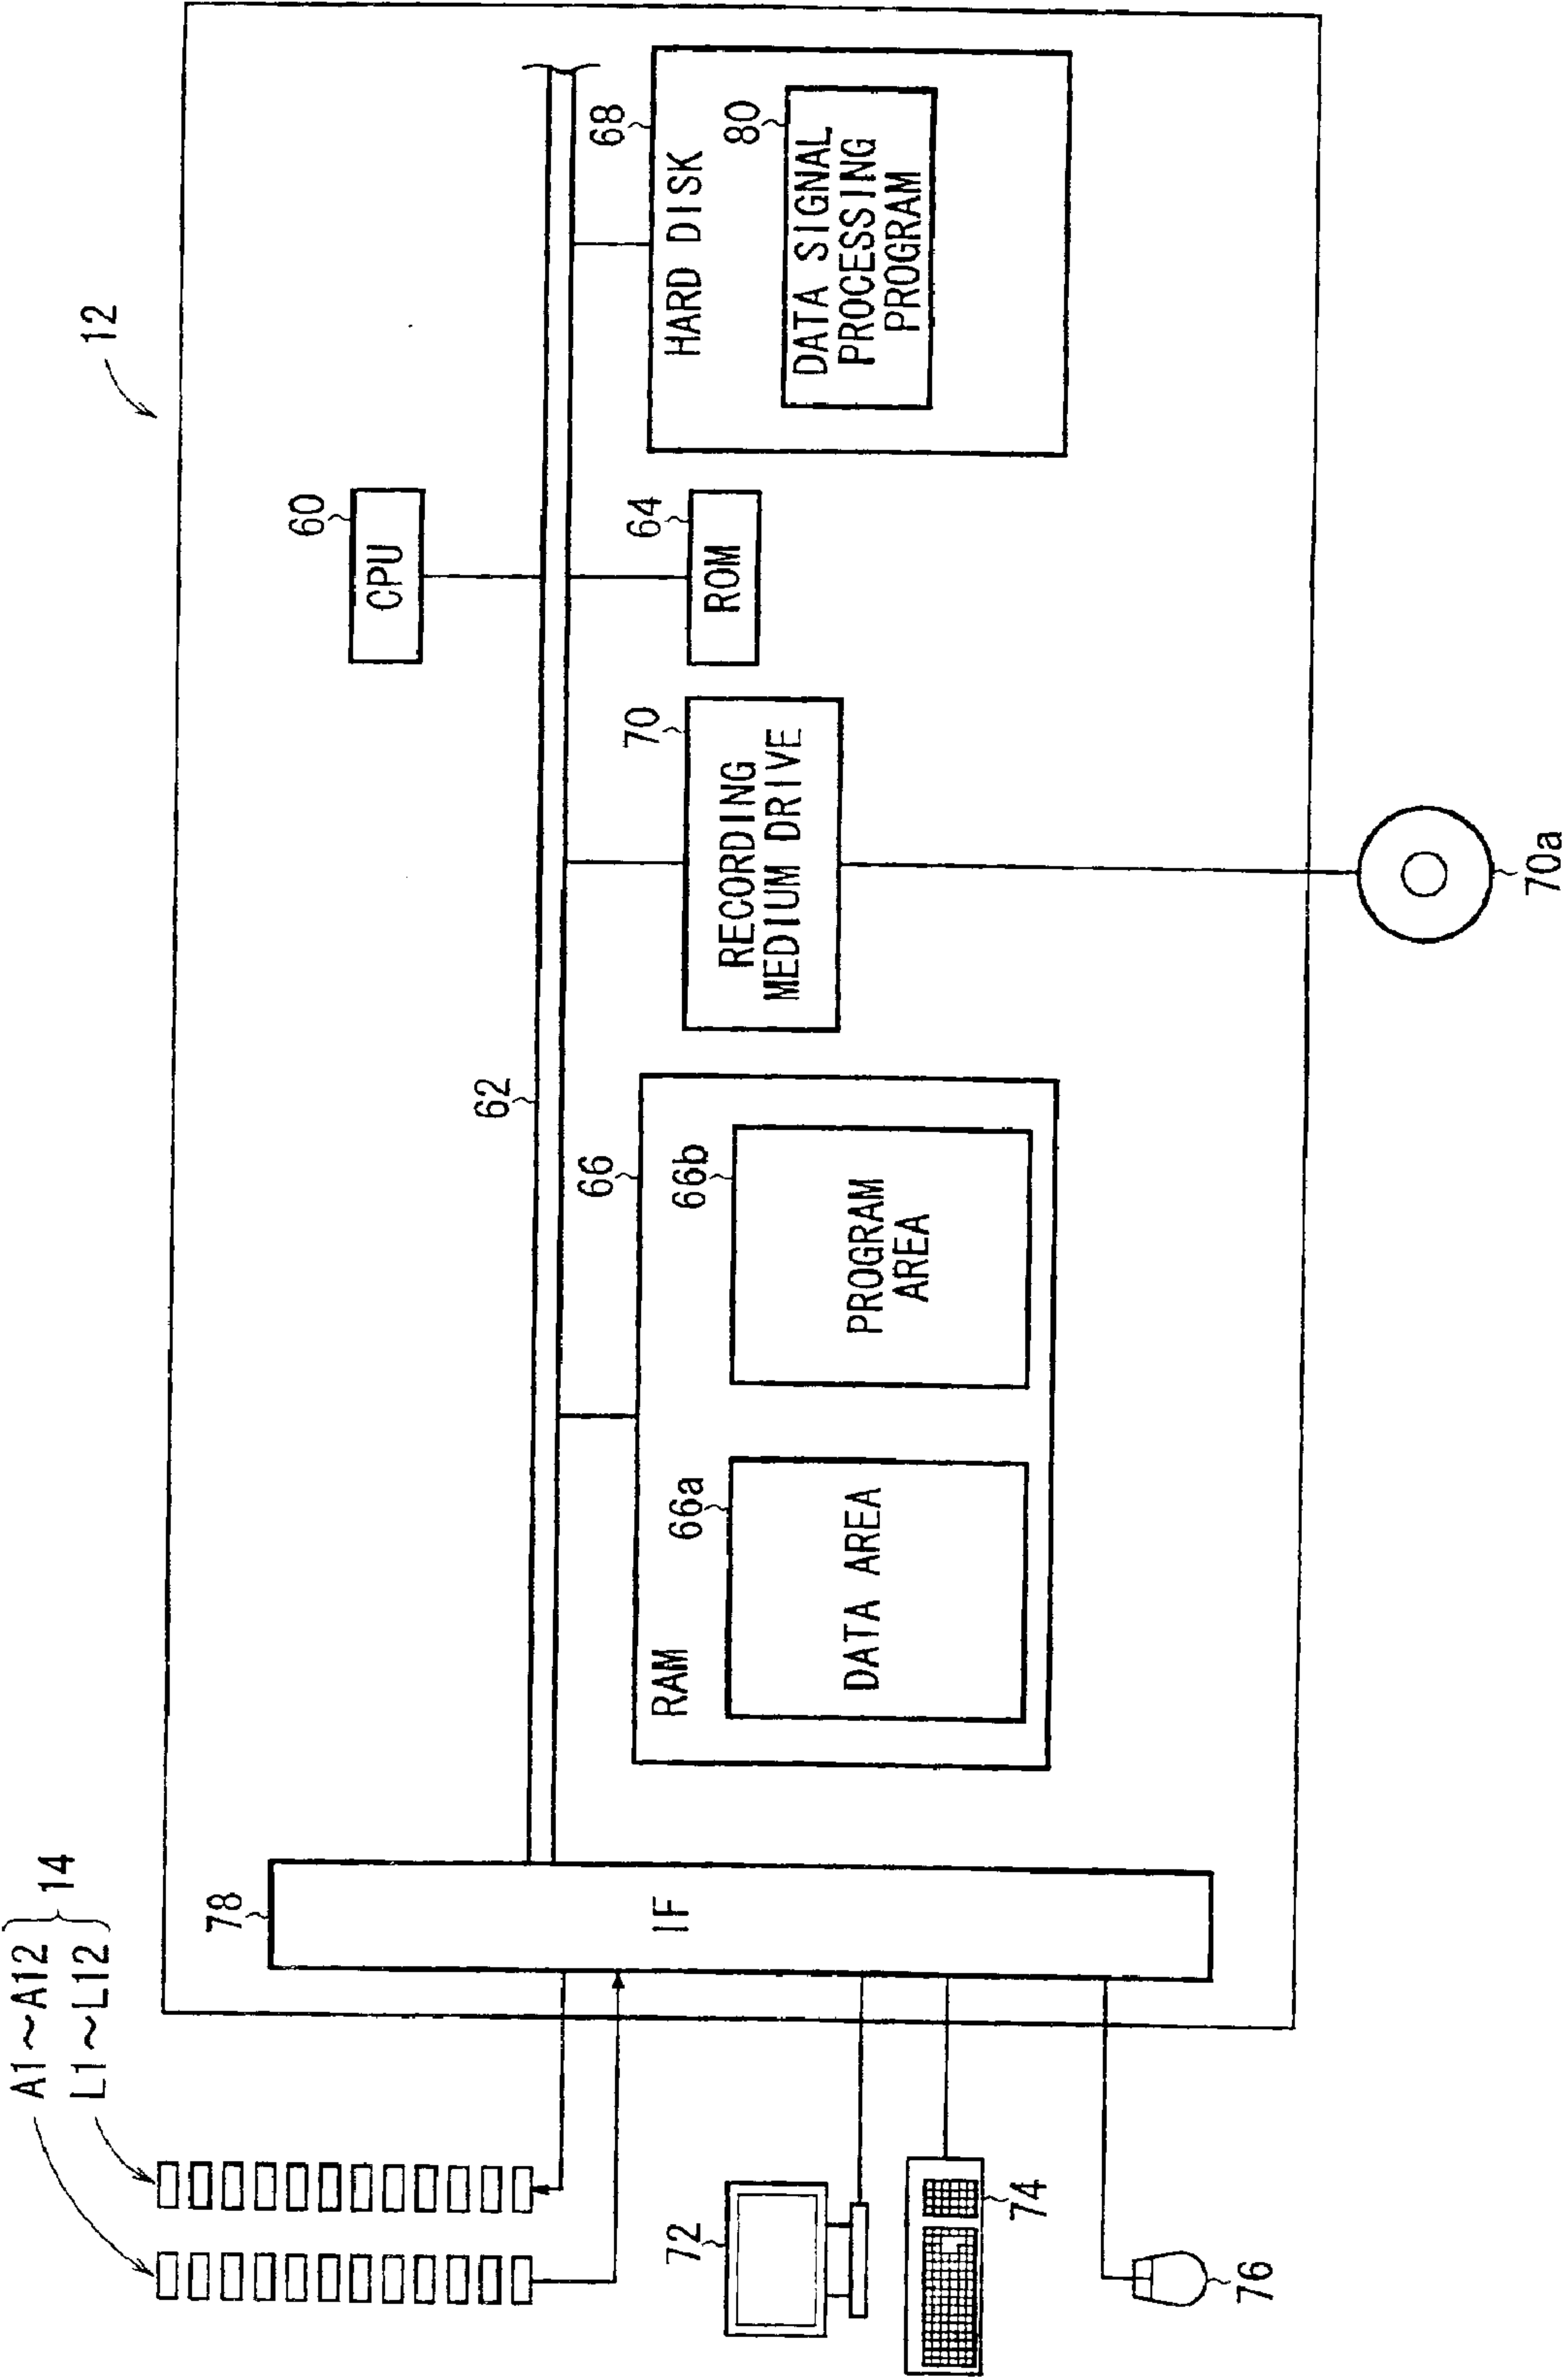 12
A1~A12
L1~L12
14
78
IF
62
60
CPU
66
RAM
66a
DATA AREA
66b
PROGRAM
AREA
70
RECORDING
MEDIUM DRIVE
64
ROM
68
HARD DISK
80
DATA SIGNAL
PROCESSING
PROGRAM
72
74
76
70a